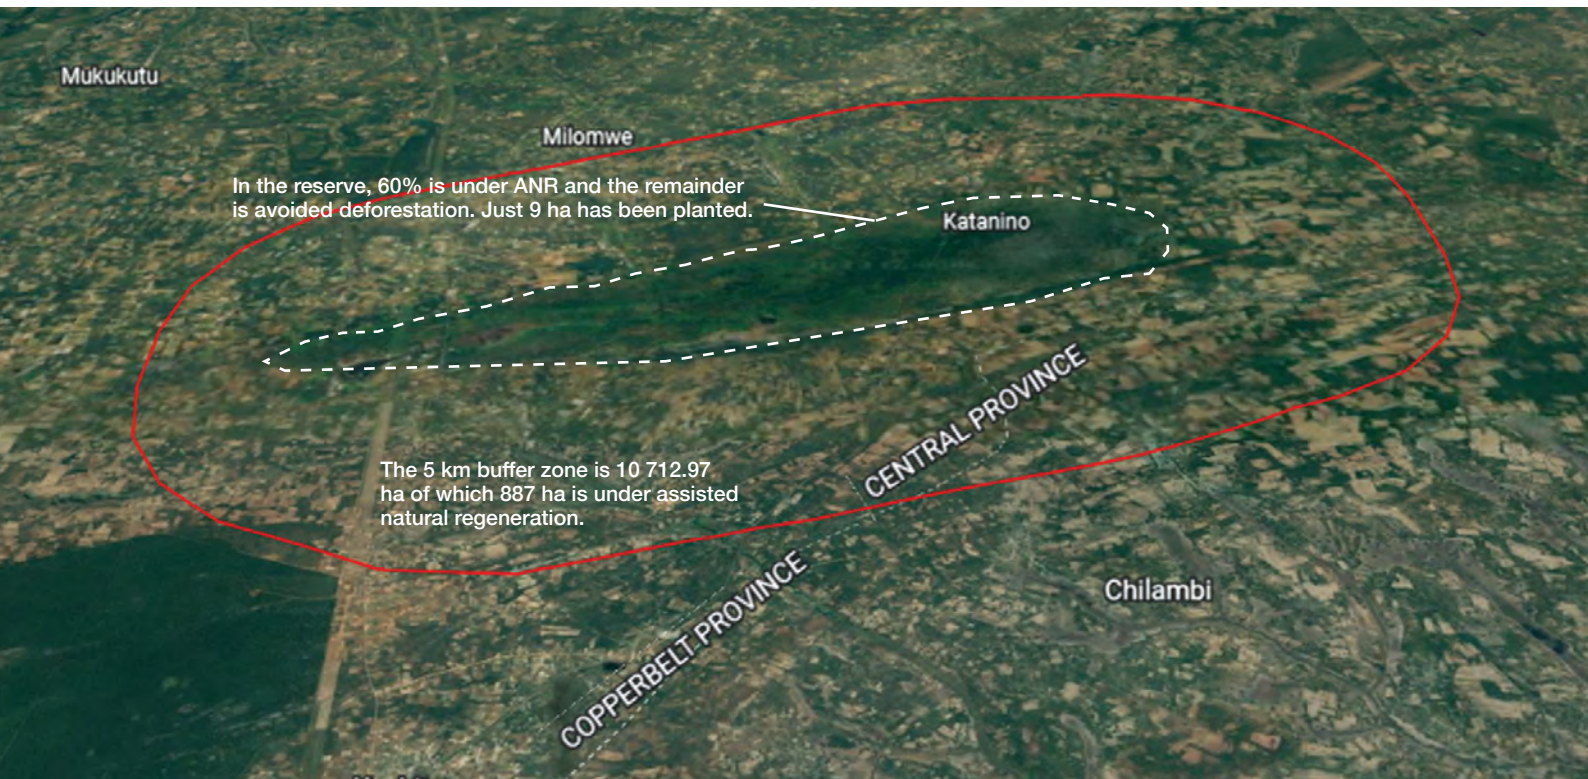 Mukukutu
Milomwe
In the reserve, 60% is under ANR and the remainder
is avoided deforestation. Just 9 ha has been planted.
Katanino
CENTRAL PROVINCE
The 5 km buffer zone is 10 712.97
ha of which 887 ha is under assisted
natural regeneration.
COPPERBELT PROVINCE
Chilambi